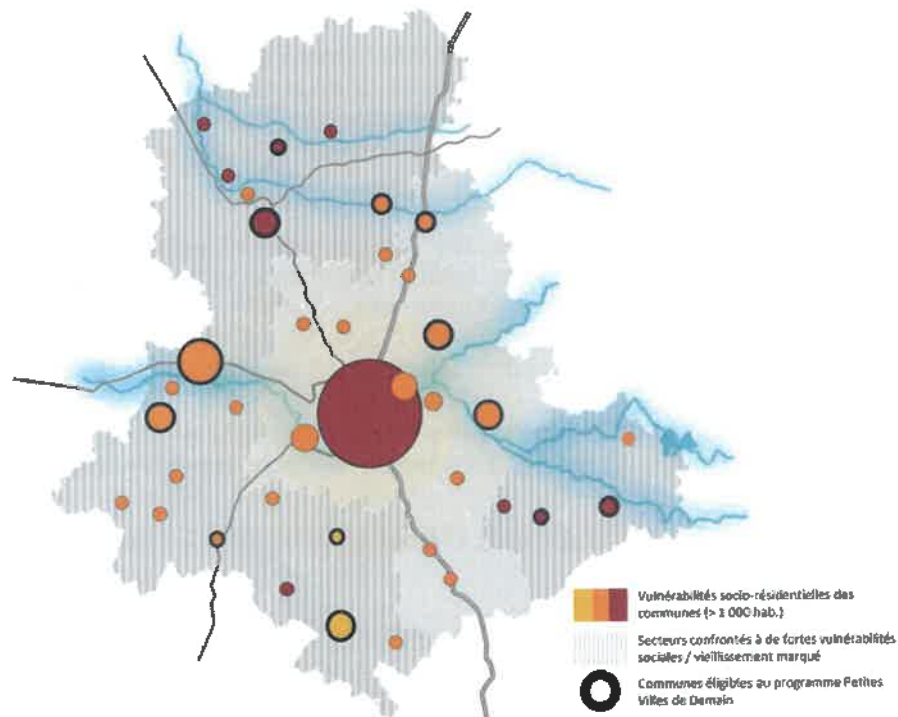 Vulnérabilités socio-résidentielles des
communes (> 1 000 hab.)
Secteurs confrontés à de fortes vulnérabilités
sociales / vieillissement marqué
Communes éligibles au programme Petites
Villes de Demain